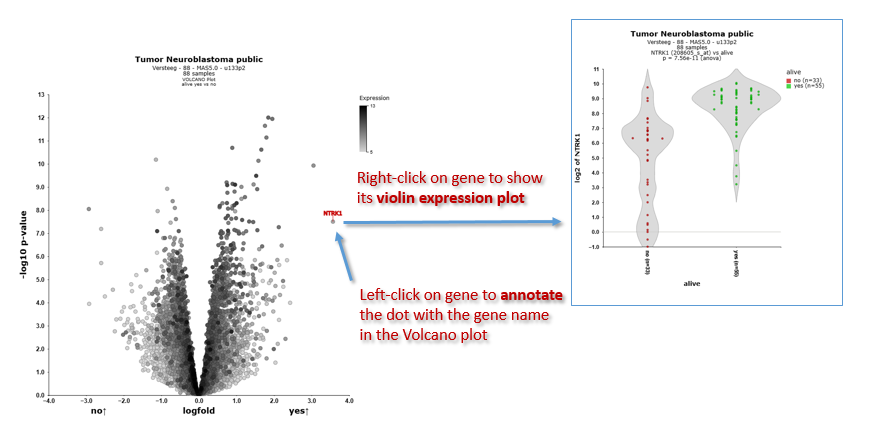 Tumor Neuroblastoma public
Versteeg - 88 - MAS5.0 - u133p2
88 samples
VOLCANO Plot
alive yes vs no
13
12
11
10
9.0
8.0
7.0
6.0
5.0
4.0
3.0
2.0
1.0
0.0
-log10 p-value
−4.0 −3.0 −2.0 −1.0 0.0 1.0 2.0 3.0 4.0
no↑ logfold yes↑
Expression
13
5
NTRK1
Right-click on gene to show
its violin expression plot
Left-click on gene to annotate
the dot with the gene name
in the Volcano plot
Tumor Neuroblastoma public
Versteeg - 88 - MAS5.0 - u133p2
88 samples
NTRK1 (208605_s_at) vs alive
p = 7.56e-11 (anova)
11
10
9.0
8.0
7.0
6.0
5.0
4.0
3.0
2.0
1.0
0.0
−1.0
log2 of NTRK1
no (n=33)
yes (n=55)
alive
alive
no (n=33)
yes (n=55)